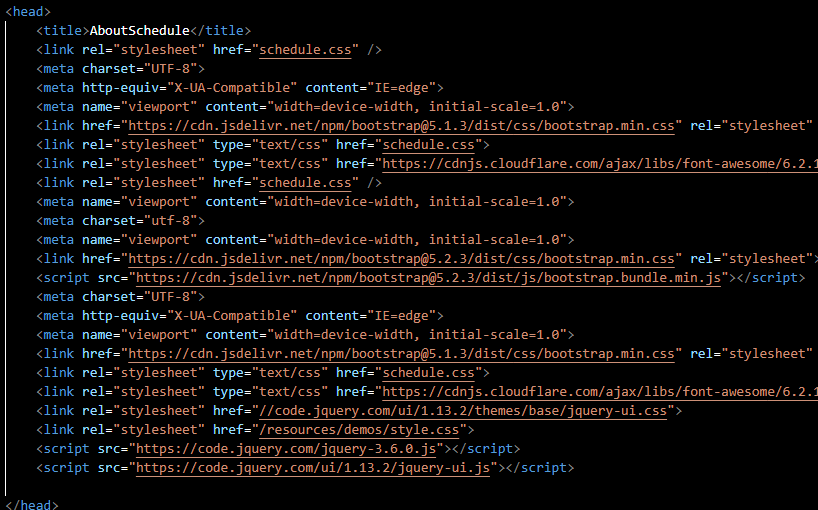 <head>
<title>AboutSchedule</title>
<link rel="stylesheet" href="schedule.css" />
<meta charset="UTF-8">
<meta http-equiv="X-UA-Compatible" content="IE=edge">
<meta name="viewport" content="width=device-width, initial-scale=1.0">
<link href="https://cdn.jsdelivr.net/npm/bootstrap@5.1.3/dist/css/bootstrap.min.css" rel="stylesheet"
<link rel="stylesheet" type="text/css" href="schedule.css">
<link rel="stylesheet" type="text/css" href="https://cdnjs.cloudflare.com/ajax/libs/font-awesome/6.2.1
<link rel="stylesheet" href="schedule.css" />
<meta name="viewport" content="width=device-width, initial-scale=1.0">
<meta charset="utf-8">
<meta name="viewport" content="width=device-width, initial-scale=1.0">
<link href="https://cdn.jsdelivr.net/npm/bootstrap@5.2.3/dist/css/bootstrap.min.css" rel="stylesheet">
<script src="https://cdn.jsdelivr.net/npm/bootstrap@5.2.3/dist/js/bootstrap.bundle.min.js"></script>
<meta charset="UTF-8">
<meta http-equiv="X-UA-Compatible" content="IE=edge">
<meta name="viewport" content="width=device-width, initial-scale=1.0">
<link href="https://cdn.jsdelivr.net/npm/bootstrap@5.1.3/dist/css/bootstrap.min.css" rel="stylesheet"
<link rel="stylesheet" type="text/css" href="schedule.css">
<link rel="stylesheet" type="text/css" href="https://cdnjs.cloudflare.com/ajax/libs/font-awesome/6.2.1
<link rel="stylesheet" href="//code.jquery.com/ui/1.13.2/themes/base/jquery-ui.css">
<link rel="stylesheet" href="/resources/demos/style.css">
<script src="https://code.jquery.com/jquery-3.6.0.js"></script>
<script src="https://code.jquery.com/ui/1.13.2/jquery-ui.js"></script>
</head>